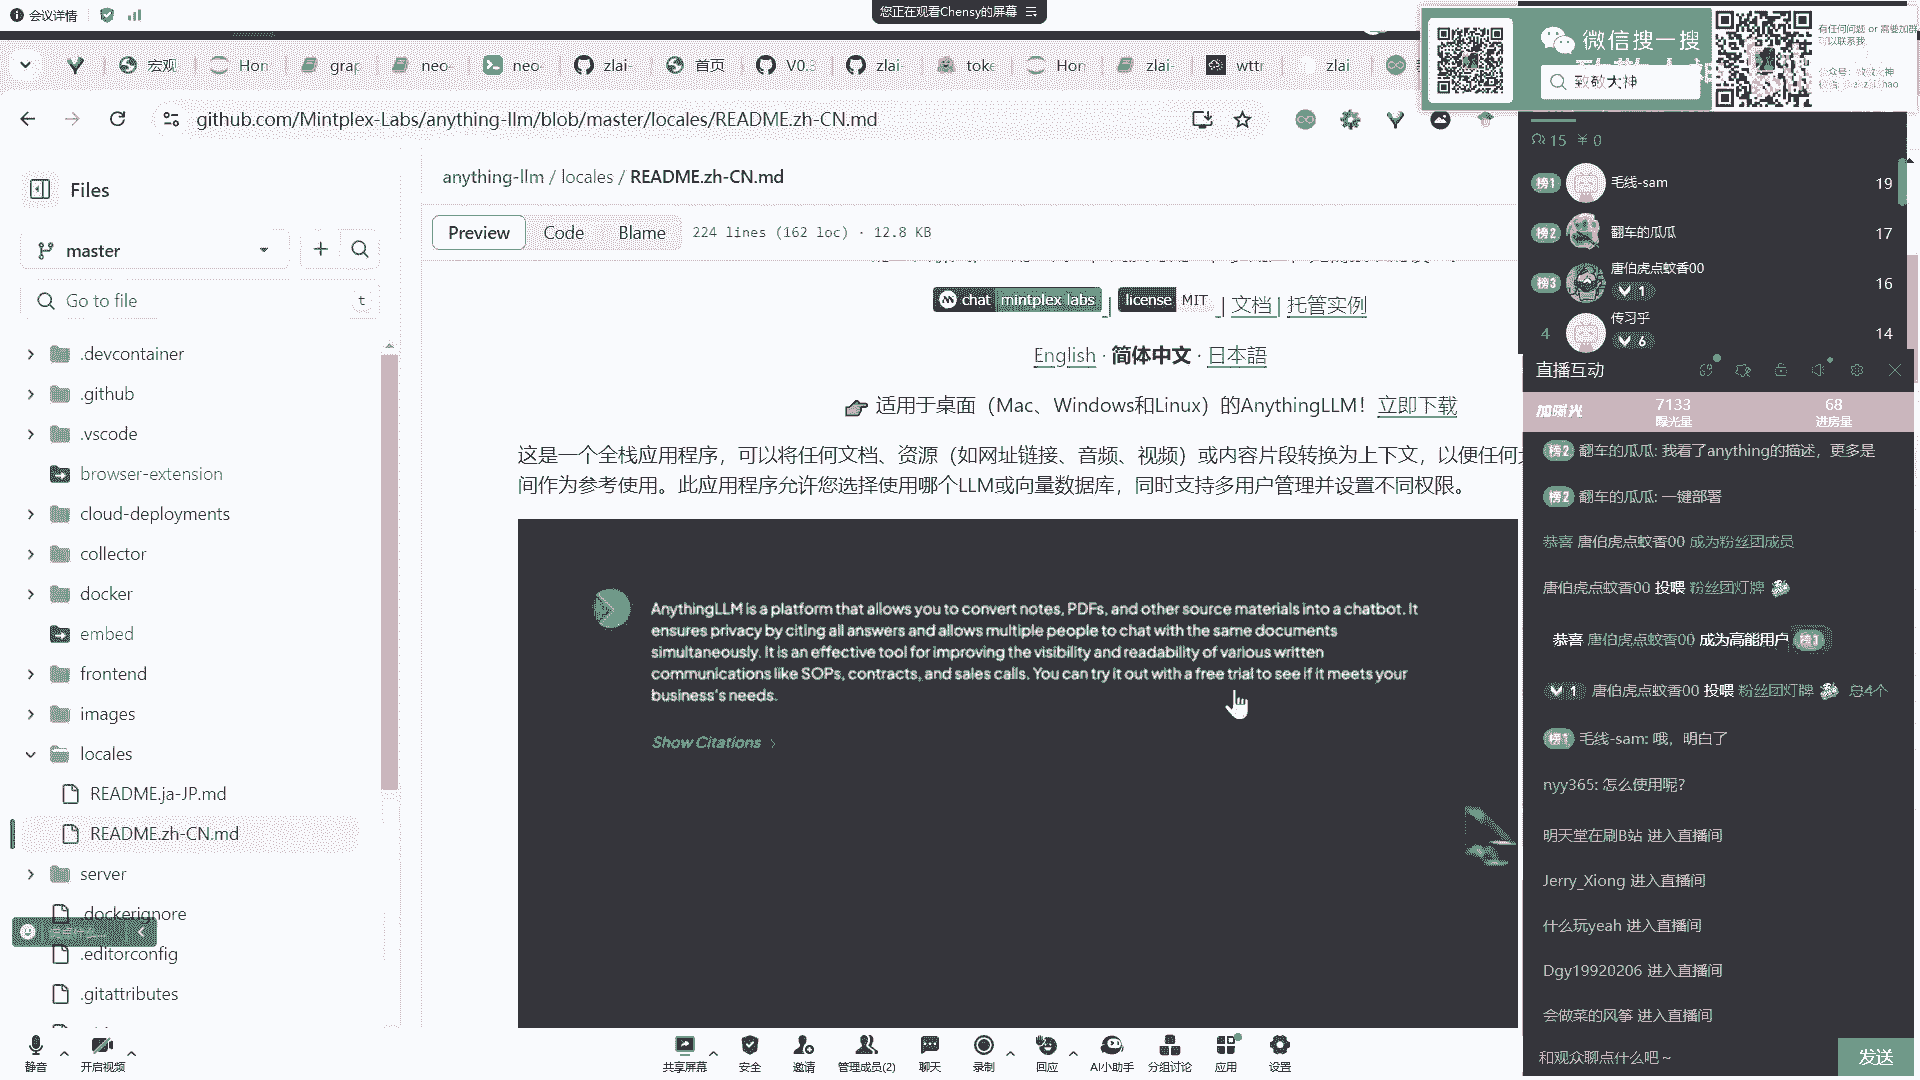 会议详情
您正在观看Chensy的屏幕
宏观
Hon
grap
neo-
neo-
zlai-
首页
V0.3
zlai-
toke
Hon
zlai-
wttr
zlai
github.com/Mintplex-Labs/anything-llm/blob/master/locales/README.zh-CN.md
微信搜一搜
致敬大神
有任何问题 or 需要加群
可以联系我
Files
master
Go to file
t
.devcontainer
.github
.vscode
browser-extension
cloud-deployments
collector
docker
embed
frontend
images
locales
README.ja-JP.md
README.zh-CN.md
server
.dockerignore
.editorconfig
.gitattributes
anything-llm / locales / README.zh-CN.md
Preview
Code
Blame
224 lines (162 loc) · 12.8 KB
chat mintplex labs | license MIT | 文档 | 托管实例
English · 简体中文 · 日本語
适用于桌面（Mac、Windows和Linux）的AnythingLLM！立即下载
这是一个全栈应用程序，可以将任何文档、资源（如网址链接、音频、视频）或内容片段转换为上下文，以便任何
间作为参考使用。此应用程序允许您选择使用哪个LLM或向量数据库，同时支持多用户管理并设置不同权限。
AnythingLLM is a platform that allows you to convert notes, PDFs, and other source materials into a chatbot. It
ensures privacy by citing all answers and allows multiple people to chat with the same documents
simultaneously. It is an effective tool for improving the visibility and readability of various written
communications like SOPs, contracts, and sales calls. You can try it out with a free trial to see if it meets your
business's needs.
Show Citations
15 ¥ 0
榜1 毛线-sam 19
榜2 翻车的瓜瓜 17
榜3 唐伯虎点蚊香00 16
1
4 传习乎 14
6
直播互动
加曝光
7133
曝光量
68
进房量
榜2 翻车的瓜瓜: 我看了anything的描述，更多是
榜2 翻车的瓜瓜: 一键部署
恭喜 唐伯虎点蚊香00 成为粉丝团成员
唐伯虎点蚊香00 投喂 粉丝团灯牌
恭喜 唐伯虎点蚊香00 成为高能用户 榜3
1 唐伯虎点蚊香00 投喂 粉丝团灯牌 总4个
榜1 毛线-sam: 哦，明白了
nyy365: 怎么使用呢？
明天堂在刷B站 进入直播间
Jerry_Xiong 进入直播间
什么玩yeah 进入直播间
Dgy19920206 进入直播间
会做菜的风筝 进入直播间
和观众聊点什么吧~
发送
静音
开启视频
共享屏幕
安全
邀请
管理成员(2)
聊天
录制
回应
AI小助手
分组讨论
应用
设置